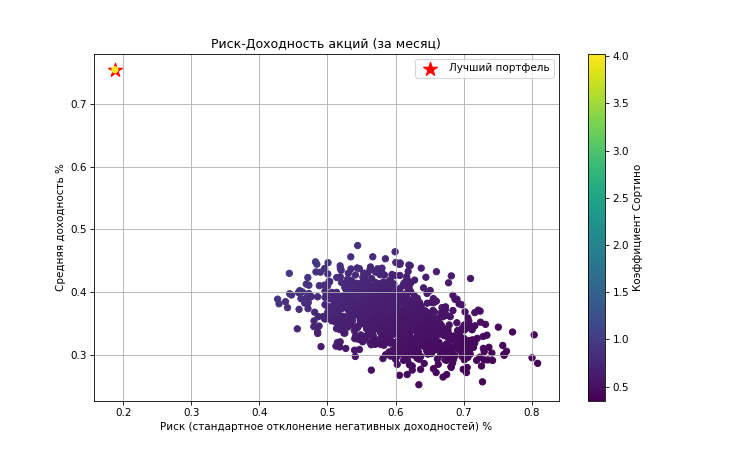 Риск-Доходность акций (за месяц)
Лучший портфель
Средняя доходность %
0.7
0.6
0.5
0.4
0.3
0.2 0.3 0.4 0.5 0.6 0.7 0.8
Риск (стандартное отклонение негативных доходностей) %
4.0
3.5
3.0
2.5
2.0
1.5
1.0
0.5
Коэффициент Сортино